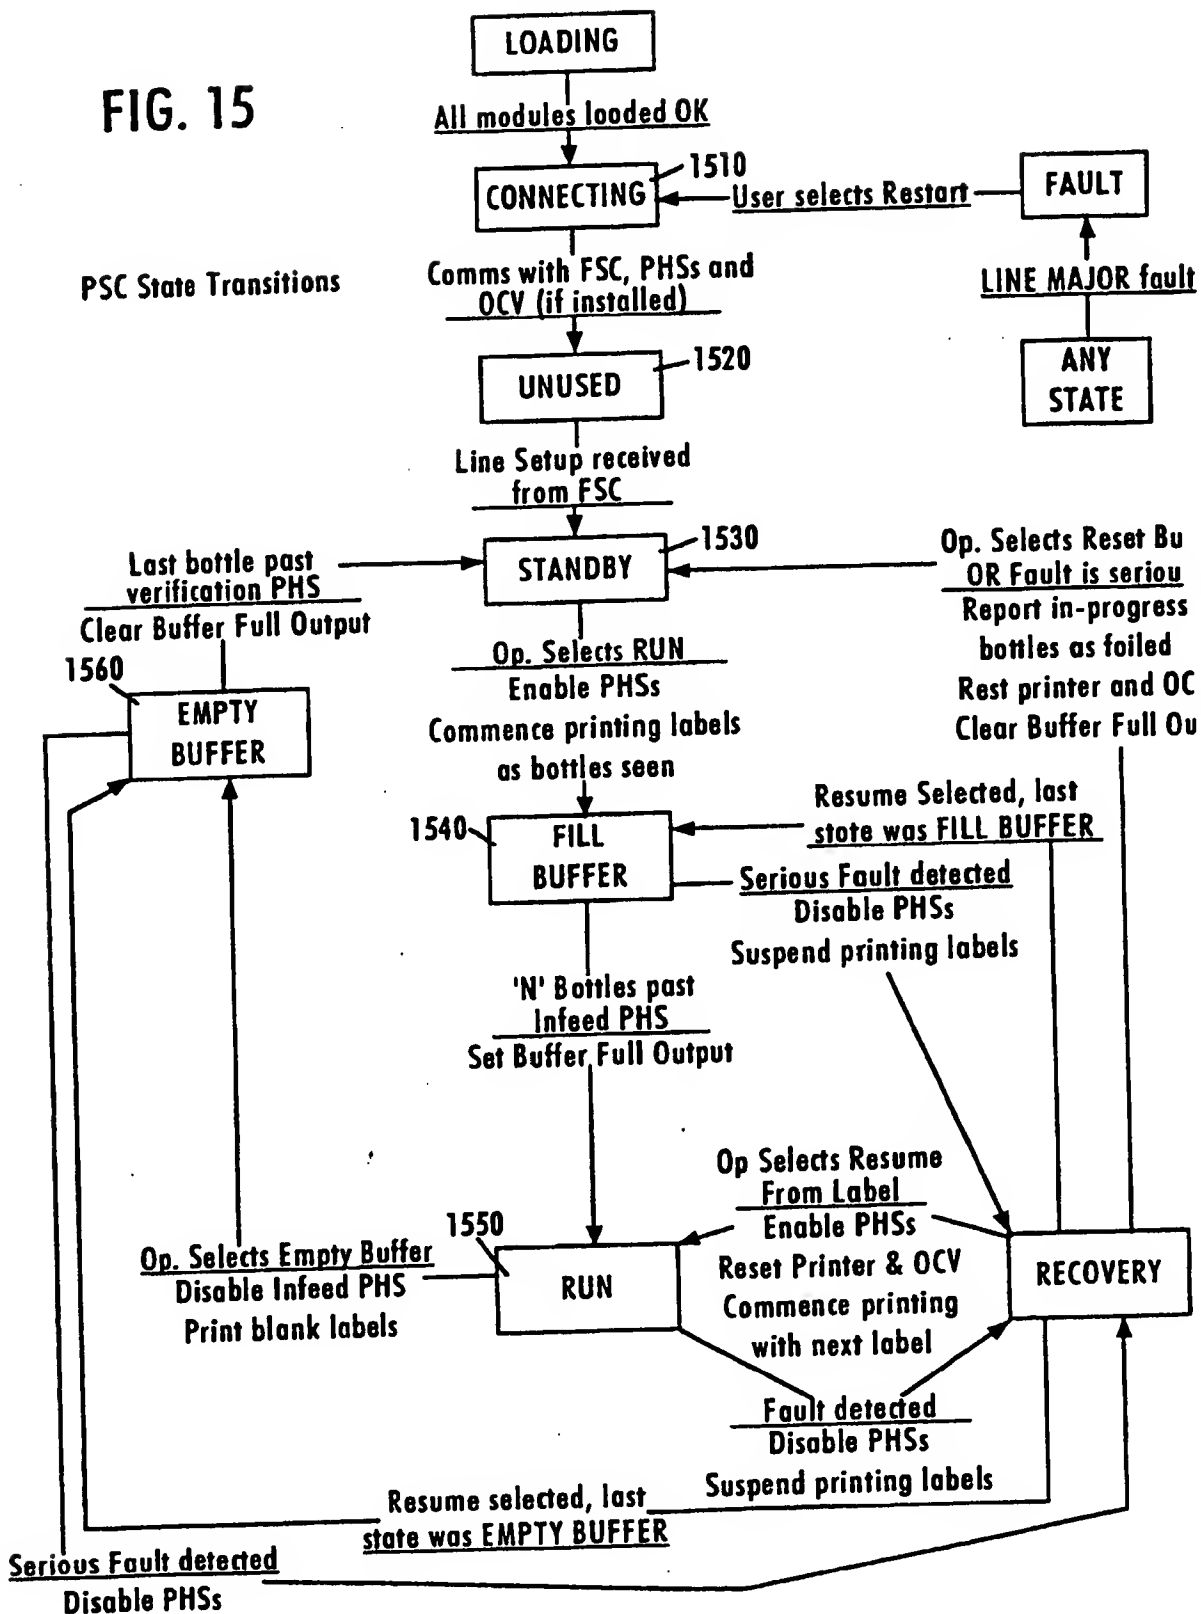 FIG. 15
PSC State Transitions
LOADING
All modules loaded OK
1510
CONNECTING
User selects Restart
FAULT
LINE MAJOR fault
ANY
STATE
Comms with FSC, PHSs and
OCV (if installed)
1520
UNUSED
Line Setup received
from FSC
1530
STANDBY
Last bottle past
verification PHS
Clear Buffer Full Output
1560
EMPTY
BUFFER
Op. Selects Reset Bu
OR Fault is seriou
Report in-progress
bottles as foiled
Rest printer and OC
Clear Buffer Full Ou
Op. Selects RUN
Enable PHSs
Commence printing labels
as bottles seen
1540
FILL
BUFFER
Resume Selected, last
state was FILL BUFFER
Serious Fault detected
Disable PHSs
Suspend printing labels
'N' Bottles past
Infeed PHS
Set Buffer Full Output
Op Selects Resume
From Label
Enable PHSs
Reset Printer & OCV
Commence printing
with next label
1550
RUN
RECOVERY
Op. Selects Empty Buffer
Disable Infeed PHS
Print blank labels
Fault detected
Disable PHSs
Suspend printing labels
Resume selected, last
state was EMPTY BUFFER
Serious Fault detected
Disable PHSs